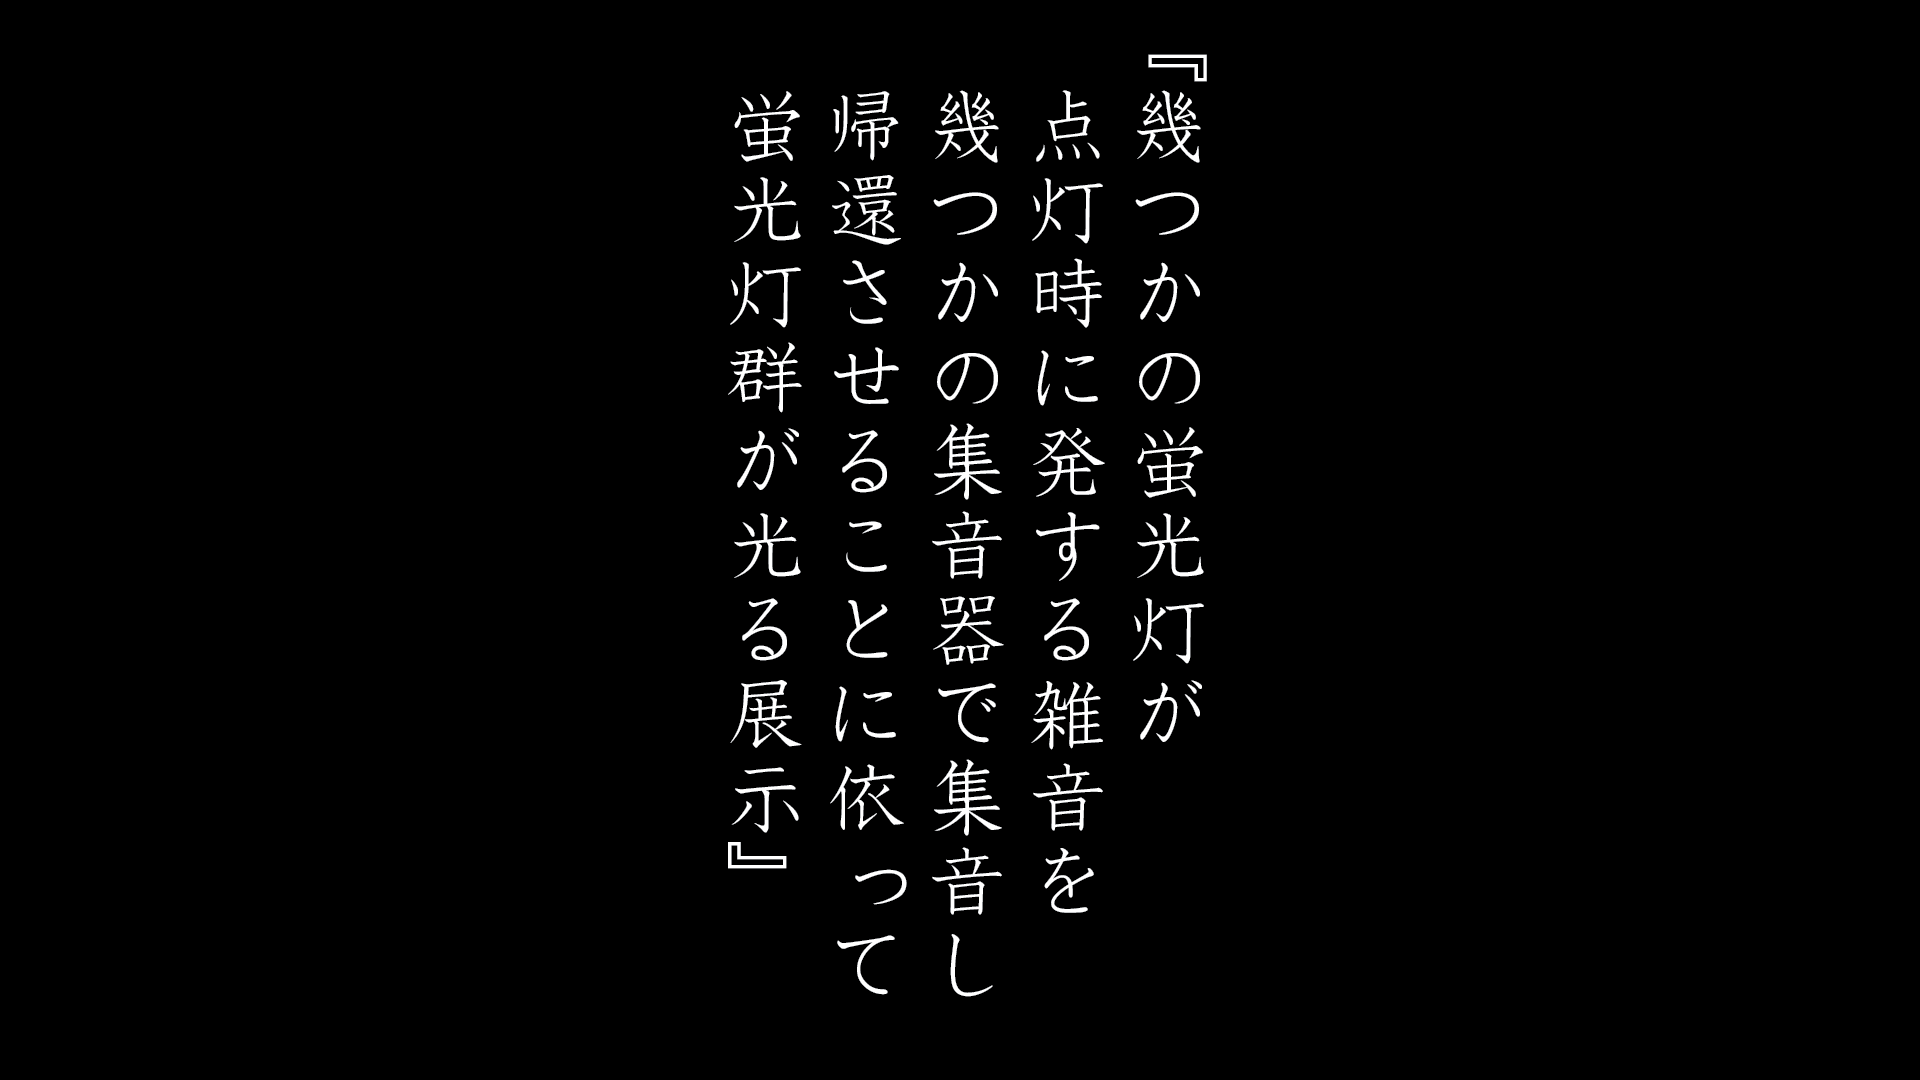 『幾つかの蛍光灯が
点灯時に発する雑音を
幾つかの集音器で集音し
帰還させることに依って
蛍光灯群が光る展示』